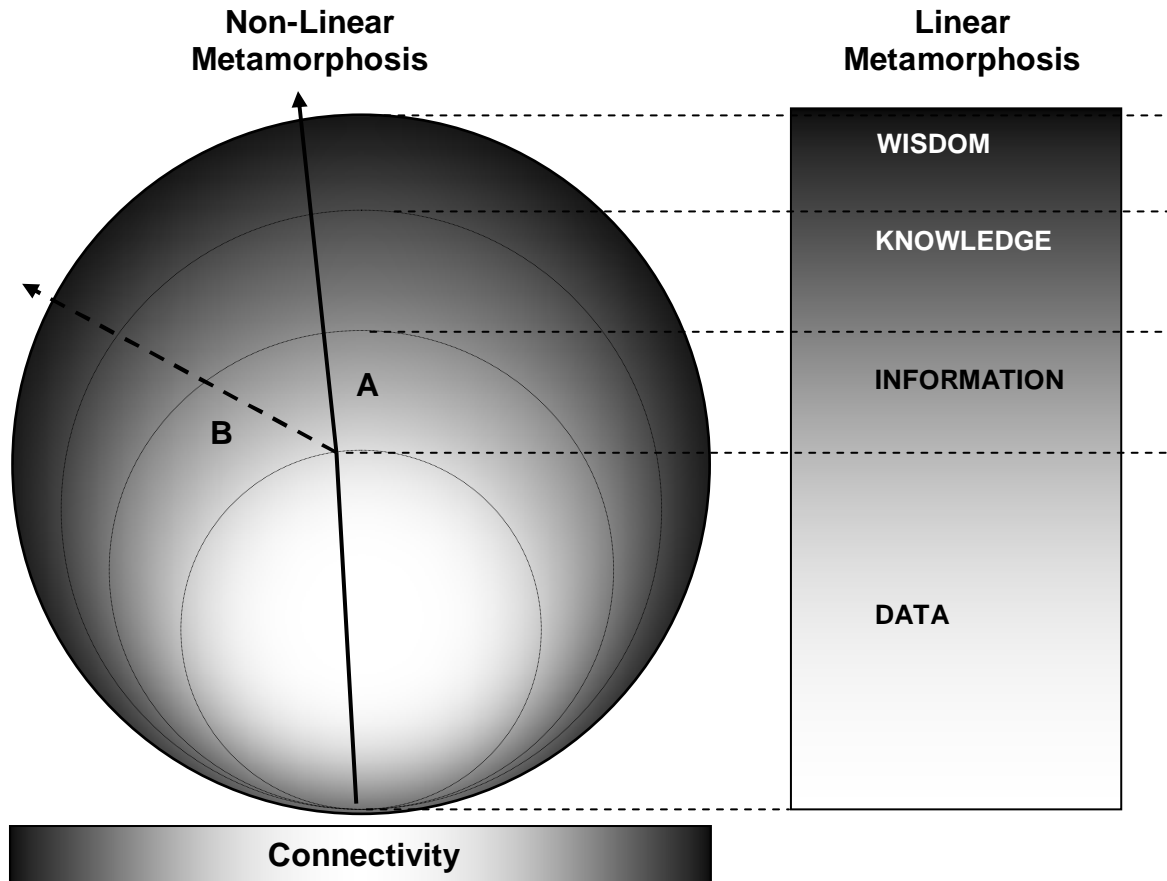 Non-Linear
Metamorphosis
Linear
Metamorphosis
WISDOM
KNOWLEDGE
A
INFORMATION
B
DATA
Connectivity